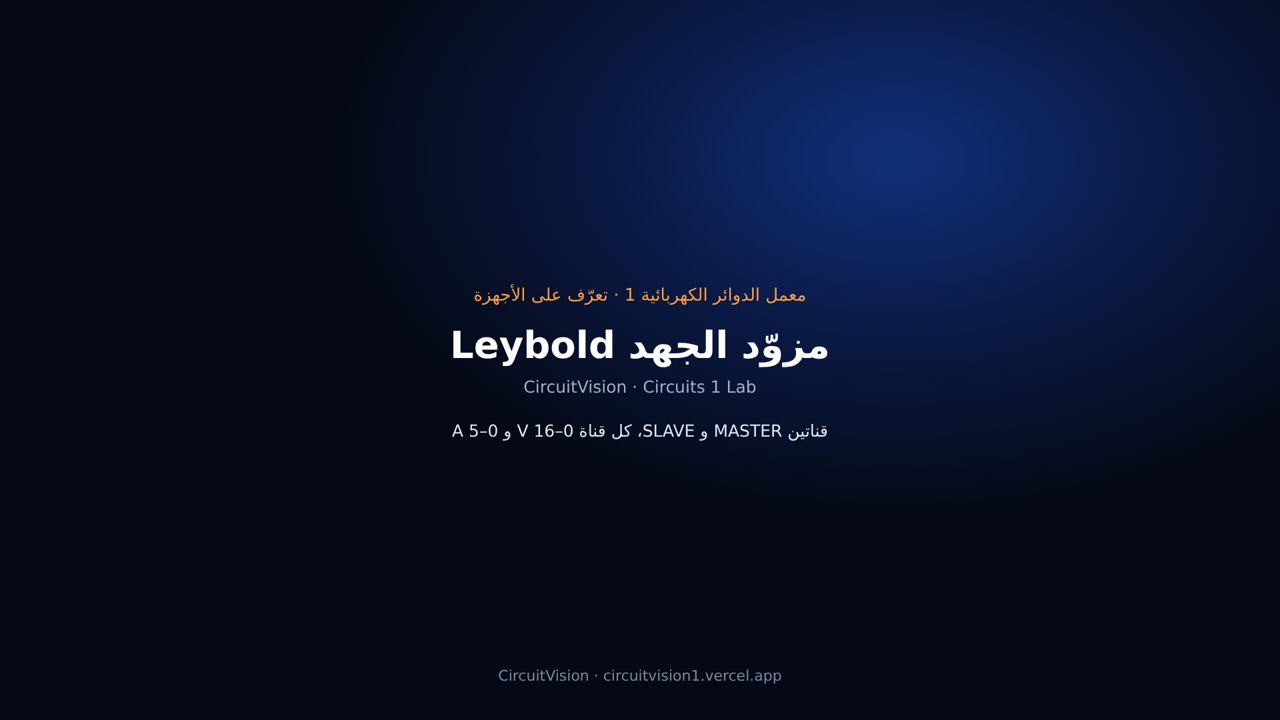 معمل الدوائر الكهربائية 1 · تعرّف على الأجهزة
مزوّد الجهد Leybold
CircuitVision · Circuits 1 Lab
قناتين MASTER و SLAVE، كل قناة 0–16 V و 0–5 A
CircuitVision · circuitvision1.vercel.app